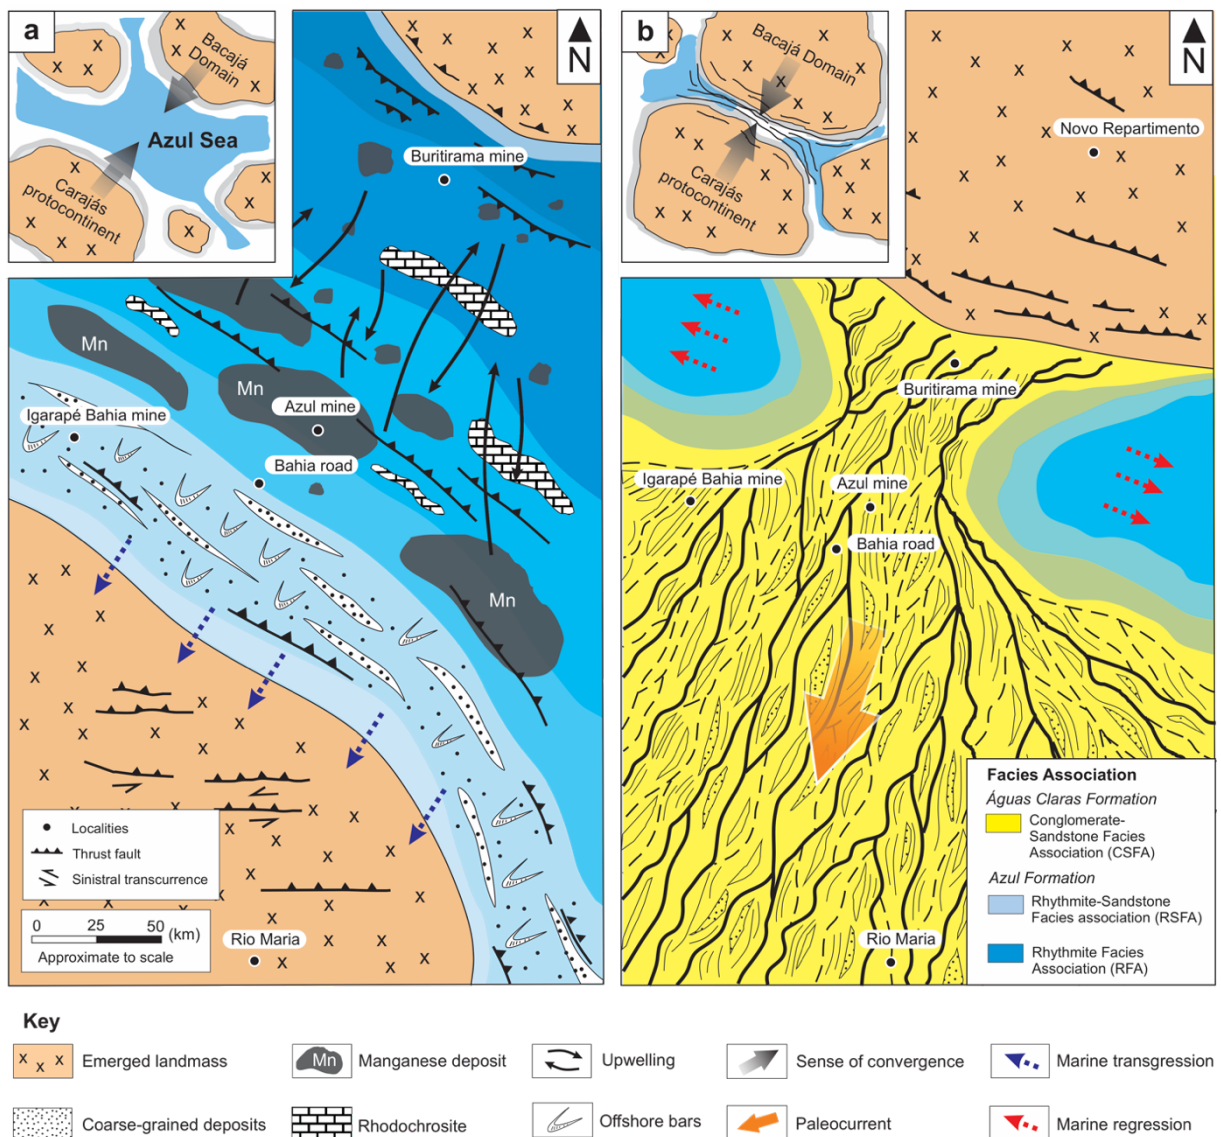 a
Bacajá
Domain
Azul Sea
Carajás
protocontinent
N
Buritirama mine
Mn
Mn
Azul mine
Igarapé Bahia mine
Bahia road
Mn
Localities
Thrust fault
Sinistral transcurrence
0 25 50 (km)
Approximate to scale
Rio Maria
b
Bacajá Domain
Carajás
protocontinent
N
Novo Repartimento
Buritirama mine
Igarapé Bahia mine
Azul mine
Bahia road
Rio Maria
Facies Association
Águas Claras Formation
Conglomerate-
Sandstone Facies
Association (CSFA)
Azul Formation
Rhythmite-Sandstone
Facies association (RSFA)
Rhythmite Facies
Association (RFA)
Key
Emerged landmass
Mn
Manganese deposit
Upwelling
Sense of convergence
Marine transgression
Coarse-grained deposits
Rhodochrosite
Offshore bars
Paleocurrent
Marine regression